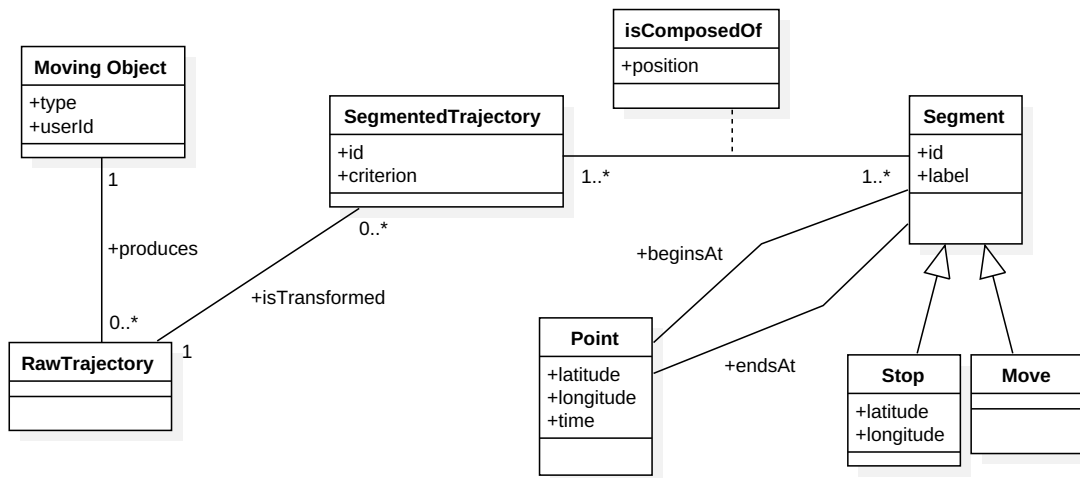 isComposedOf
+position
Moving Object
+type
+userId
SegmentedTrajectory
+id
+criterion
Segment
+id
+label
1
1..*
1..*
0..*
+produces
+beginsAt
+isTransformed
0..*
1
RawTrajectory
Point
+latitude
+longitude
+time
+endsAt
Stop
+latitude
+longitude
Move